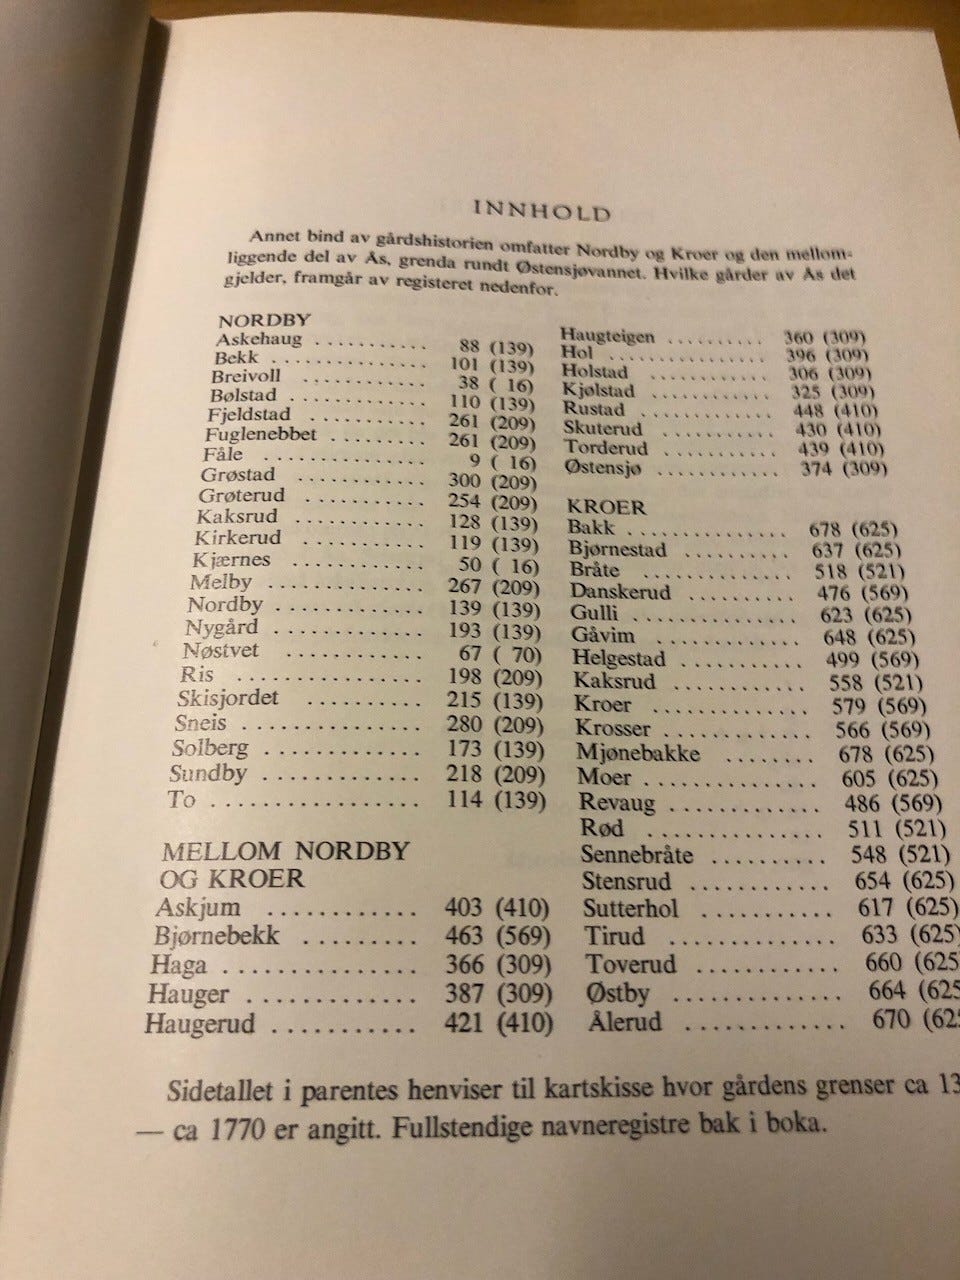 INNHOLD
Annet bind av gårdshistorien omfatter Nordby og Kroer og den mellom-
liggende del av Ås, grenda rundt Østensjøvannet. Hvilke gårder av Ås det
gjelder, framgår av registeret nedenfor.
NORDBY
Askehaug ........... 88 (139)
Bekk ............... 101 (139)
Breivoll ............ 38 ( 16)
Bølstad ............. 110 (139)
Fjeldstad ........... 261 (209)
Fuglenebbet ......... 261 (209)
Fåle ............... 9 ( 16)
Grøstad ............ 300 (209)
Grøterud ........... 254 (209)
Kaksrud ............ 128 (139)
Kirkerud ........... 119 (139)
Kjærnes ............ 50 ( 16)
Melby .............. 267 (209)
Nordby ............. 139 (139)
Nygård ............. 193 (139)
Nøstvet ............ 67 ( 70)
Ris ................ 198 (209)
Skisjordet ......... 215 (139)
Sneis .............. 280 (209)
Solberg ............ 173 (139)
Sundby ............. 218 (209)
To ................. 114 (139)
MELLOM NORDBY
OG KROER
Askjum ............ 403 (410)
Bjørnebekk ......... 463 (569)
Haga ............... 366 (309)
Hauger ............. 387 (309)
Haugerud ........... 421 (410)
Haugteigen .......... 360 (309)
Hol ................ 396 (309)
Holstad ............ 306 (309)
Kjølstad ........... 325 (309)
Rustad ............. 448 (410)
Skuterud ........... 430 (410)
Torderud ........... 439 (410)
Østensjø ........... 374 (309)
KROER
Bakk ............... 678 (625)
Bjørnestad .......... 637 (625)
Bråte .............. 518 (521)
Danskerud .......... 476 (569)
Gulli .............. 623 (625)
Gåvim .............. 648 (625)
Helgestad .......... 499 (569)
Kaksrud ............ 558 (521)
Kroer .............. 579 (569)
Krosser ............ 566 (569)
Mjønebakke ........ 678 (625)
Moer ............... 605 (625)
Revaug ............. 486 (569)
Rød ................ 511 (521)
Sennebråte ......... 548 (521)
Stensrud ........... 654 (625)
Sutterhol .......... 617 (625)
Tirud .............. 633 (625)
Toverud ............ 660 (625
Østby .............. 664 (625
Ålerud ............. 670 (625
Sidetallet i parentes henviser til kartskisse hvor gårdens grenser ca 13
— ca 1770 er angitt. Fullstendige navneregistre bak i boka.